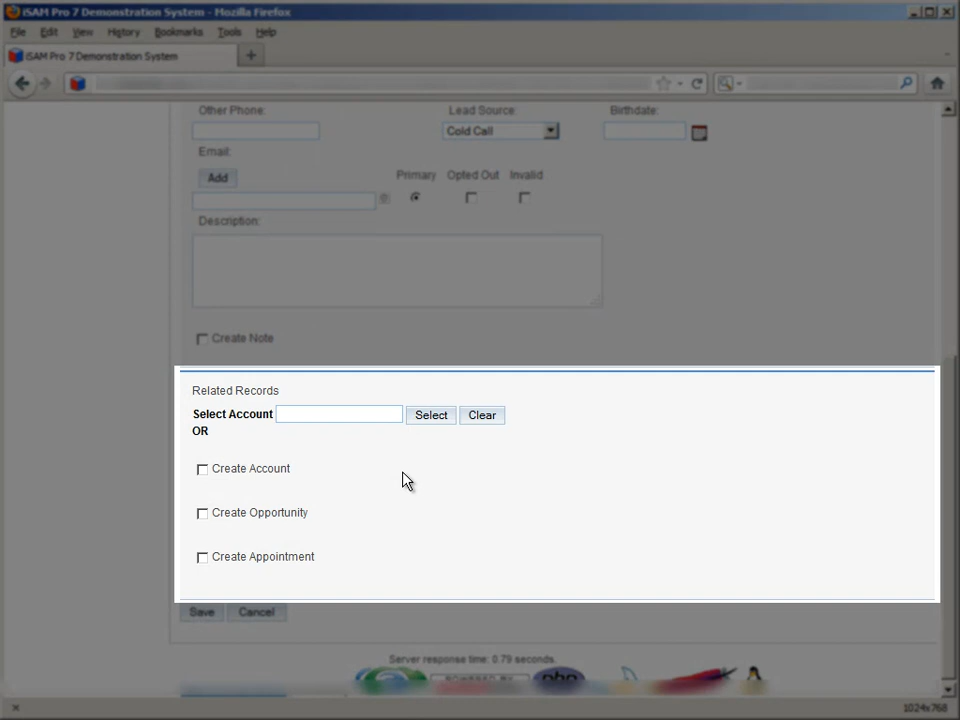 iSAM Pro 7 Demonstration System - Mozilla Firefox
File Edit View History Bookmarks Tools Help
iSAM Pro 7 Demonstration System
Other Phone: Lead Source: Birthdate:
Cold Call
Email:
Add Primary Opted Out Invalid
Description:
Create Note
Related Records
Select Account Select Clear
OR
Create Account
Create Opportunity
Create Appointment
Save Cancel
Server response time: 0.79 seconds.
POWERED BY php
1024x768